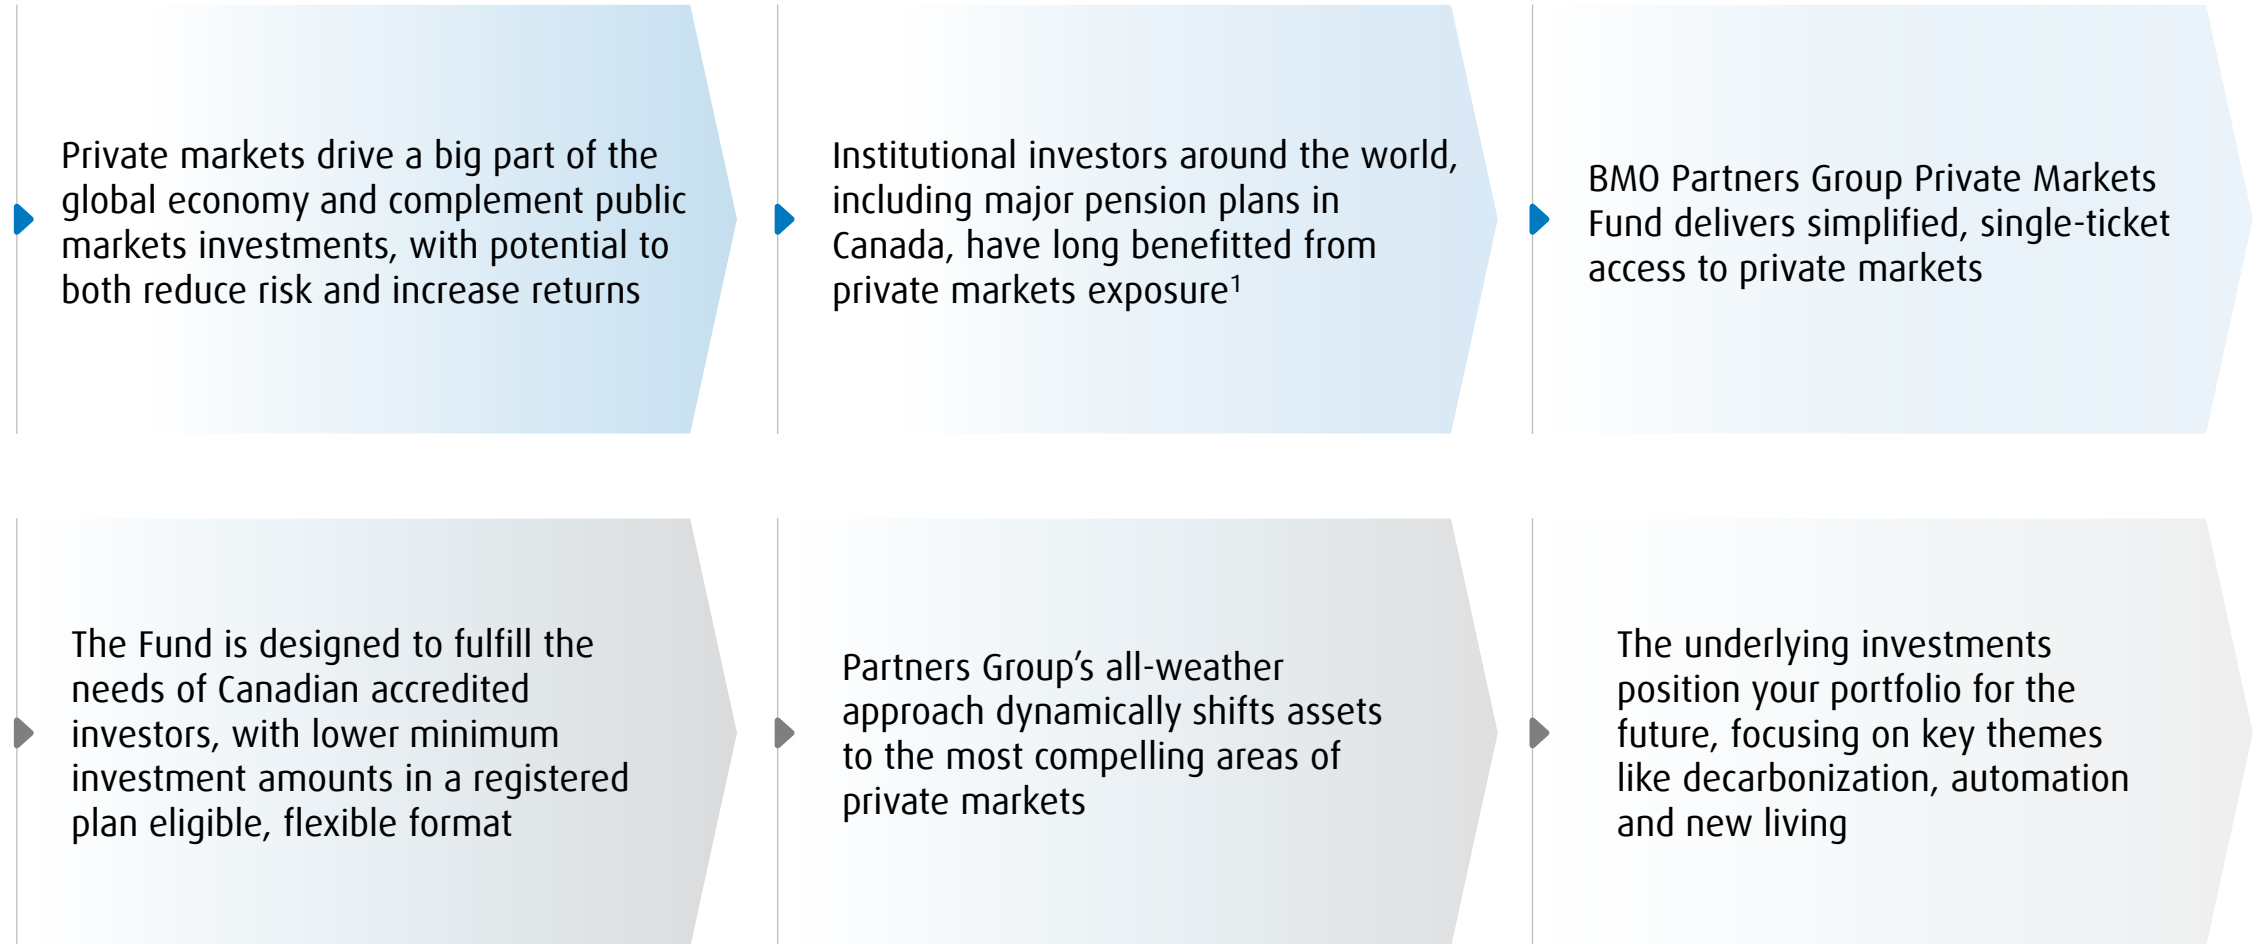 Private markets drive a big part of the
global economy and complement public
markets investments, with potential to
both reduce risk and increase returns
Institutional investors around the world,
including major pension plans in
Canada, have long benefitted from
private markets exposure¹
BMO Partners Group Private Markets
Fund delivers simplified, single-ticket
access to private markets
The Fund is designed to fulfill the
needs of Canadian accredited
investors, with lower minimum
investment amounts in a registered
plan eligible, flexible format
Partners Group’s all-weather
approach dynamically shifts assets
to the most compelling areas of
private markets
The underlying investments
position your portfolio for the
future, focusing on key themes
like decarbonization, automation
and new living